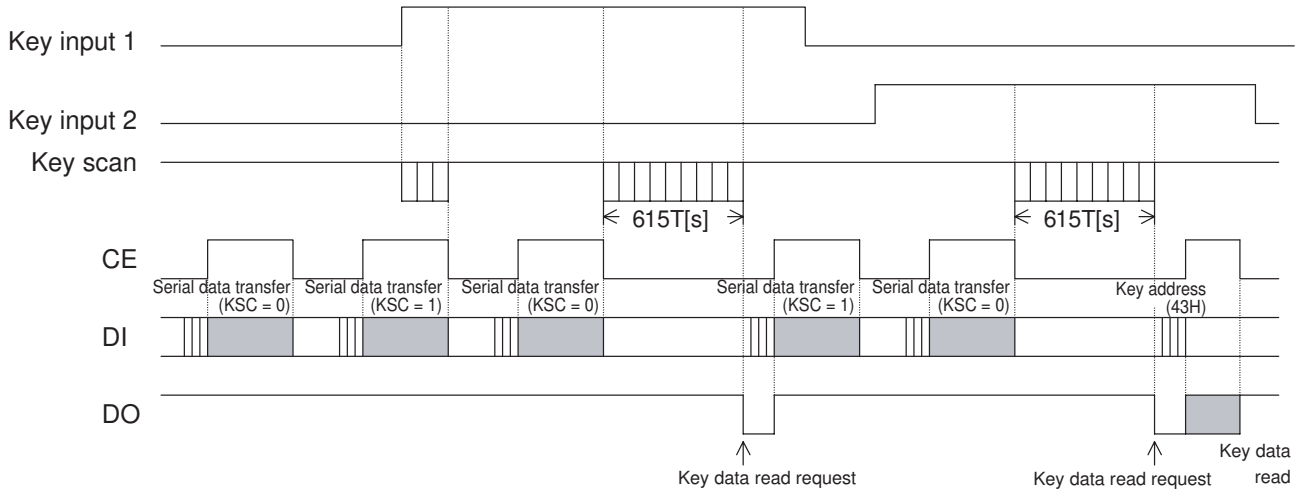 Key input 1
Key input 2
Key scan
615T[s]
615T[s]
CE
Serial data transfer
(KSC = 0)
Serial data transfer
(KSC = 1)
Serial data transfer
(KSC = 0)
Serial data transfer
(KSC = 1)
Serial data transfer
(KSC = 0)
Key address
(43H)
DI
DO
Key data read request
Key data read request
Key data
read